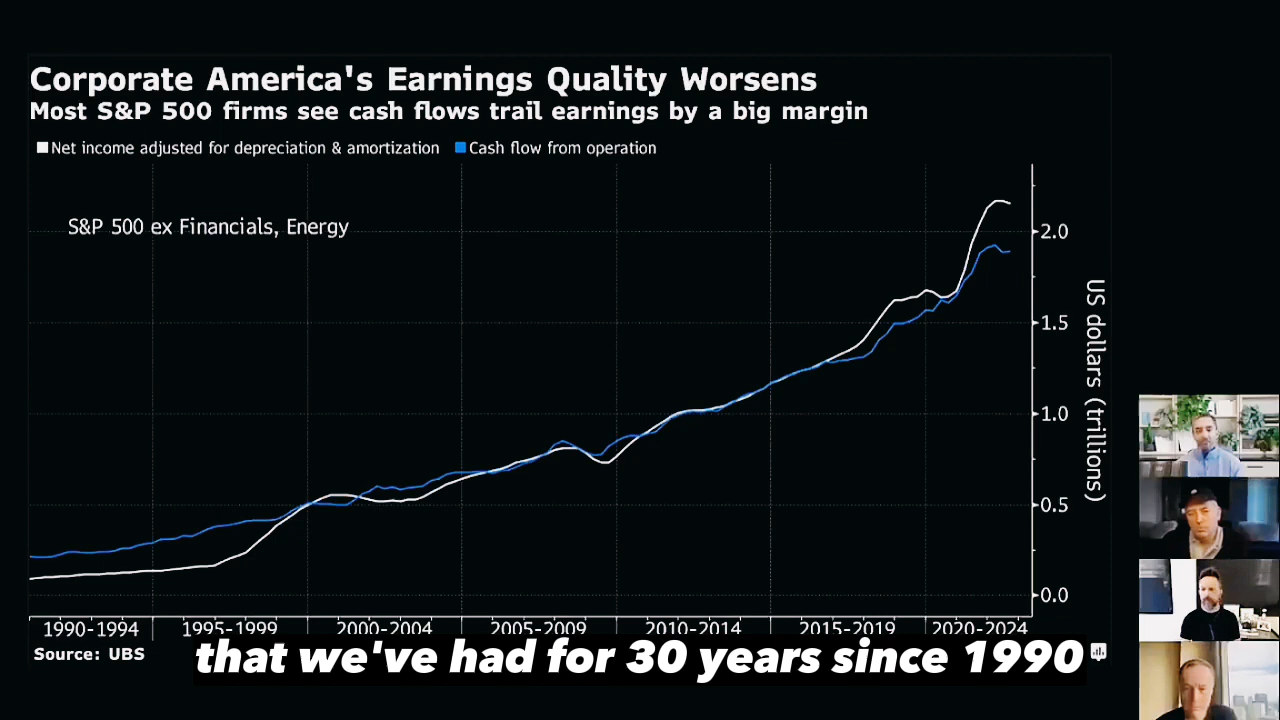 Corporate America's Earnings Quality Worsens
Most S&P 500 firms see cash flows trail earnings by a big margin
Net income adjusted for depreciation & amortization Cash flow from operation
S&P 500 ex Financials, Energy
2.0
1.5
1.0
0.5
0.0
US dollars (trillions)
1990-1994 1995-1999 2000-2004 2005-2009 2010-2014 2015-2019 2020-2024
Source: UBS
that we've had for 30 years since 1990